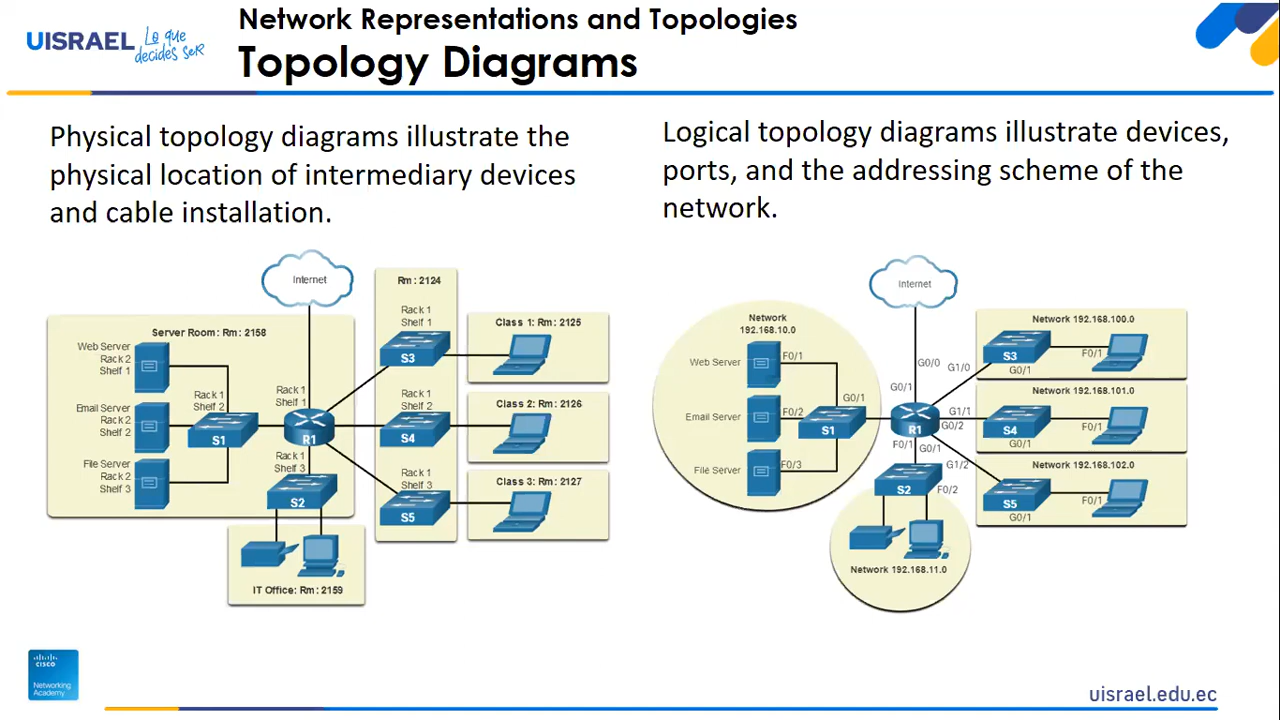 Network Representations and Topologies
UISRAEL
Lo que
decides ser
Topology Diagrams
Physical topology diagrams illustrate the
physical location of intermediary devices
and cable installation.
Logical topology diagrams illustrate devices,
ports, and the addressing scheme of the
network.
Internet
Server Room: Rm: 2158
Web Server
Rack 2
Shelf 1
Email Server
Rack 2
Shelf 2
File Server
Rack 2
Shelf 3
Rack 1
Shelf 2
S1
Rack 1
Shelf 1
R1
Rack 1
Shelf 3
S2
IT Office: Rm: 2159
Rm: 2124
Rack 1
Shelf 1
S3
Rack 1
Shelf 2
S4
Rack 1
Shelf 3
S5
Class 1: Rm: 2125
Class 2: Rm: 2126
Class 3: Rm: 2127
Internet
Network
192.168.10.0
Web Server
F0/1
Email Server
F0/2
File Server
F0/3
G0/1
S1
G0/0
G1/0
G0/1
R1
G1/1
G0/2
F0/1
G0/1
G1/2
S2
F0/2
Network 192.168.11.0
Network 192.168.100.0
S3
G0/1
F0/1
Network 192.168.101.0
S4
G0/1
F0/1
Network 192.168.102.0
S5
G0/1
F0/1
CISCO
Networking
Academy
uisrael.edu.ec